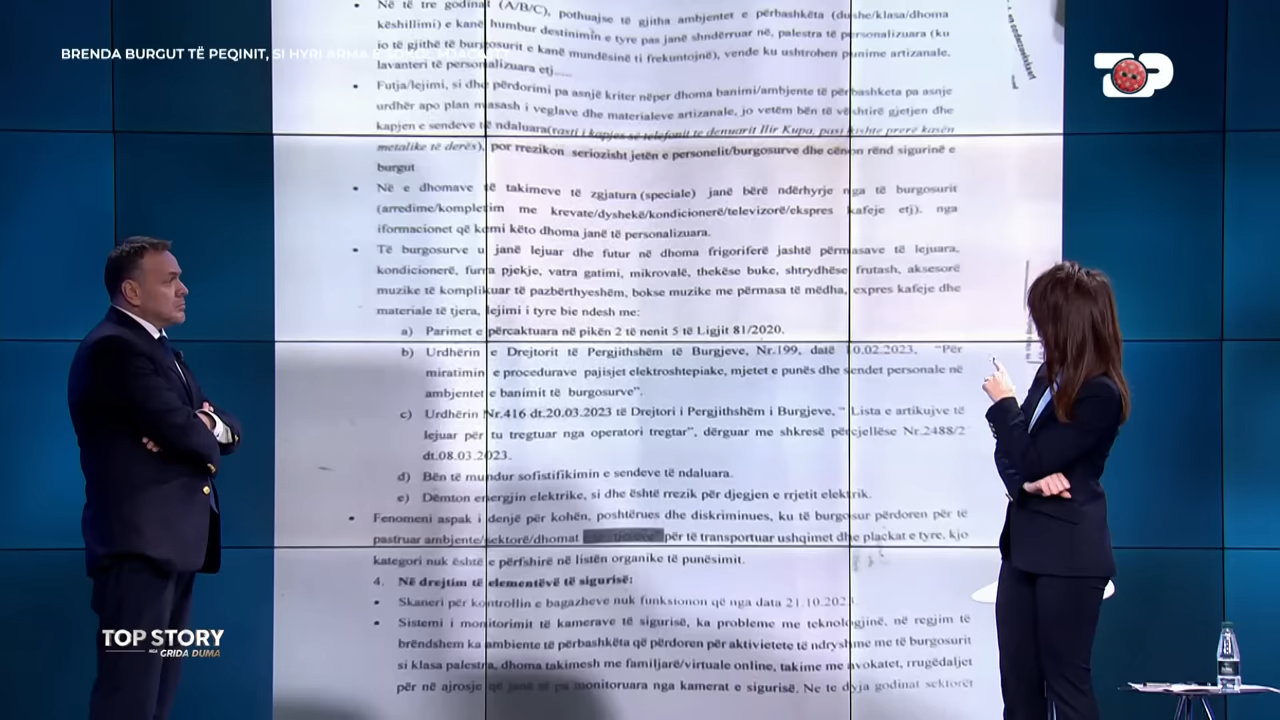 BRENDA BURGUT TË PEQINIT, SI HYRI ARMA
TOP
Në tre godinat (A/B/C), pothuajse të gjitha ambjentet e përbashkëta (dushe/klasa/dhoma
këshillimi) e kanë humbur destinimin e tyre pas janë shndërruar në, palestra të personalizuara (ku
jo të gjithë të burgosurit e kanë mundësinë ti frekuntojnë), vende ku ushtrohen punime artizanale,
lavanteri të personalizuara etj.....
Futja/lejimi, si dhe përdorimi pa asnjë kriter nëper dhoma banimi/ambjente të përbashketa pa asnje
urdhër apo plan masash i veglave dhe materialeve artizanale, jo vetëm bën të vështirë gjetjen dhe
kapjen e sendeve të ndaluara(rasti i kapjes së telefonit te denuarit Ilir Kupa, pasi kishte prerë kasën
metalike të derës), por rrezikon seriozisht jetën e personelit/burgosurve dhe cënon rënd sigurinë e
burgut
Në e dhomave të takimeve të zgjatura (speciale) janë bërë ndërhyrje nga të burgosurit
(arredime/kompletim me krevate/dyshekë/kondicionerë/televizorë/ekspres kafeje etj). nga
iformacionet që kemi këto dhoma janë të personalizuara.
Të burgosurve u janë lejuar dhe futur në dhoma frigoriferë jashtë përmasave të lejuara,
kondicionerë, furra pjekje, vatra gatimi, mikrovalë, thekëse buke, shtrydhëse frutash, aksesorë
muzike të komplikuar të pazbërthyeshëm, bokse muzike me përmasa të mëdha, expres kafeje dhe
materiale të tjera, lejimi i tyre bie ndesh me:
a) Parimet e përcaktuara në pikën 2 të nenit 5 të Ligjit 81/2020.
b) Urdhërin e Drejtorit të Pergjithshëm të Burgjeve, Nr.199, datë 10.02.2023, "Për
miratimin e procedurave pajisjet elektroshtepiake, mjetet e punës dhe sendet personale në
ambjentet e banimit të burgosurve".
c) Urdhërin Nr.416 dt.20.03.2023 të Drejtori i Pergjithshëm i Burgjeve, " Lista e artikujve të
lejuar për tu tregtuar nga operatori tregtar", dërguar me shkresë përcjellëse Nr.2488/2
dt.08.03.2023.
d) Bën të mundur sofistifikimin e sendeve të ndaluara.
e) Dëmton energjin elektrike, si dhe është rrezik për djegjen e rrjetit elektrik.
Fenomeni aspak i denjë për kohën, poshtërues dhe diskriminues, ku të burgosur përdoren për të
pastruar ambjente/sektorë/dhomat për të transportuar ushqimet dhe plaçkat e tyre, kjo
kategori nuk është e përfshirë në listën organike të punësimit.
4. Në drejtim të elementëvë të sigurisë:
Skaneri për kontrollin e bagazheve nuk funksionon që nga data 21.10.202
Sistemi i monitorimit të kamerave të sigurisë, ka probleme me teknologjinë, në regjim të
brëndshëm ka ambiente të përbashkëta që përdoren për aktivietete të ndryshme me të burgosurit
si klasa palestra, dhoma takimesh me familjarë/virtuale online, takime me avokatet, rrugëdaljet
për në ajrosje që janë të pa monitoruara nga kamerat e sigurisë. Ne te dyja godinat sektorët
TOP STORY
NGA GRIDA DUMA